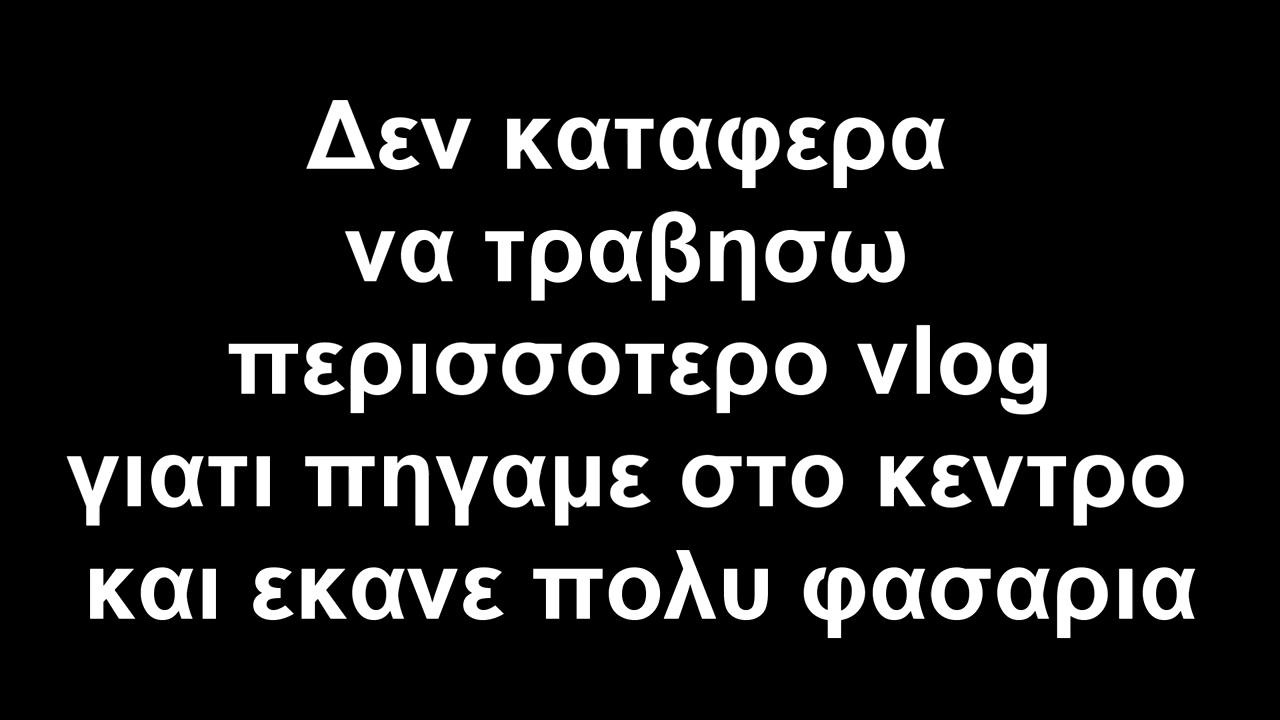 Δεν καταφερα
να τραβησω
περισσοτερο vlog
γιατι πηγαμε στο κεντρο
και εκανε πολυ φασαρια